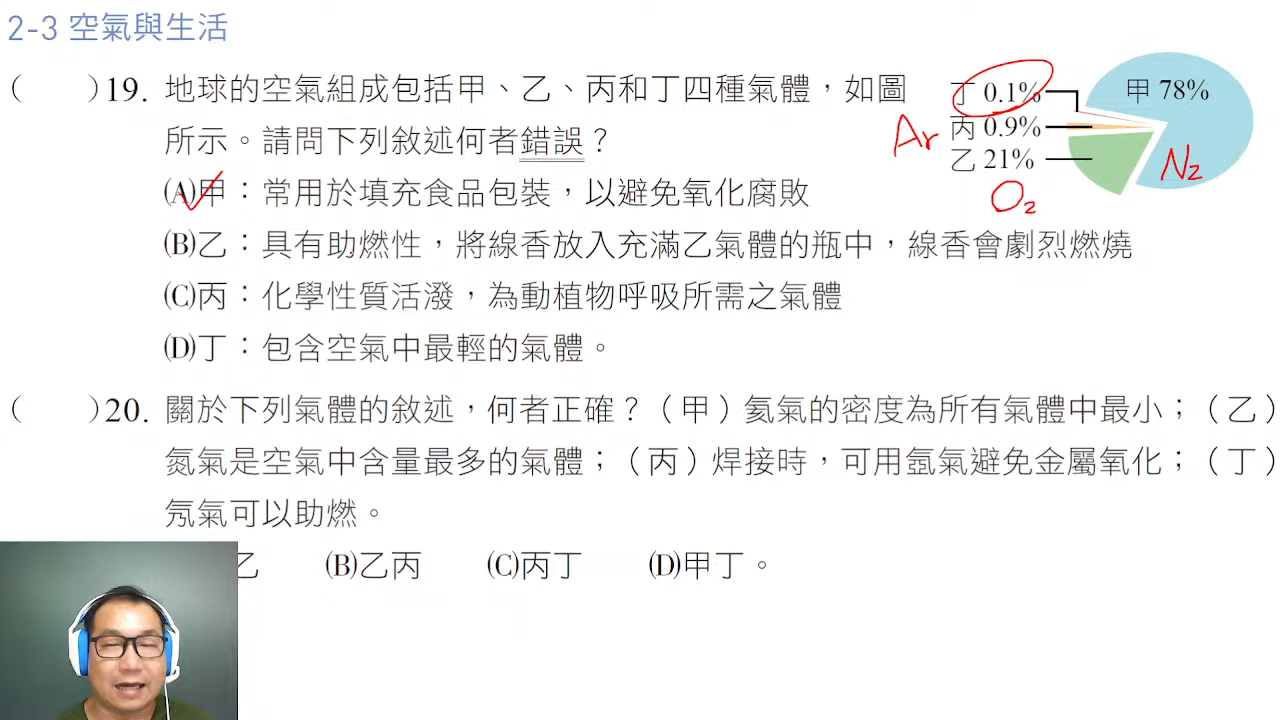 2-3 空氣與生活
( )19. 地球的空氣組成包括甲、乙、丙和丁四種氣體，如圖
所示。請問下列敘述何者錯誤？
(A)甲：常用於填充食品包裝，以避免氧化腐敗
(B)乙：具有助燃性，將線香放入充滿乙氣體的瓶中，線香會劇烈燃燒
(C)丙：化學性質活潑，為動植物呼吸所需之氣體
(D)丁：包含空氣中最輕的氣體。
丁 0.1%
甲 78%
Ar 丙 0.9%
乙 21%
N₂
O₂
( )20. 關於下列氣體的敘述，何者正確？（甲）氦氣的密度為所有氣體中最小；（乙）
氮氣是空氣中含量最多的氣體；（丙）焊接時，可用氬氣避免金屬氧化；（丁）
氖氣可以助燃。
乙 (B)乙丙 (C)丙丁 (D)甲丁。